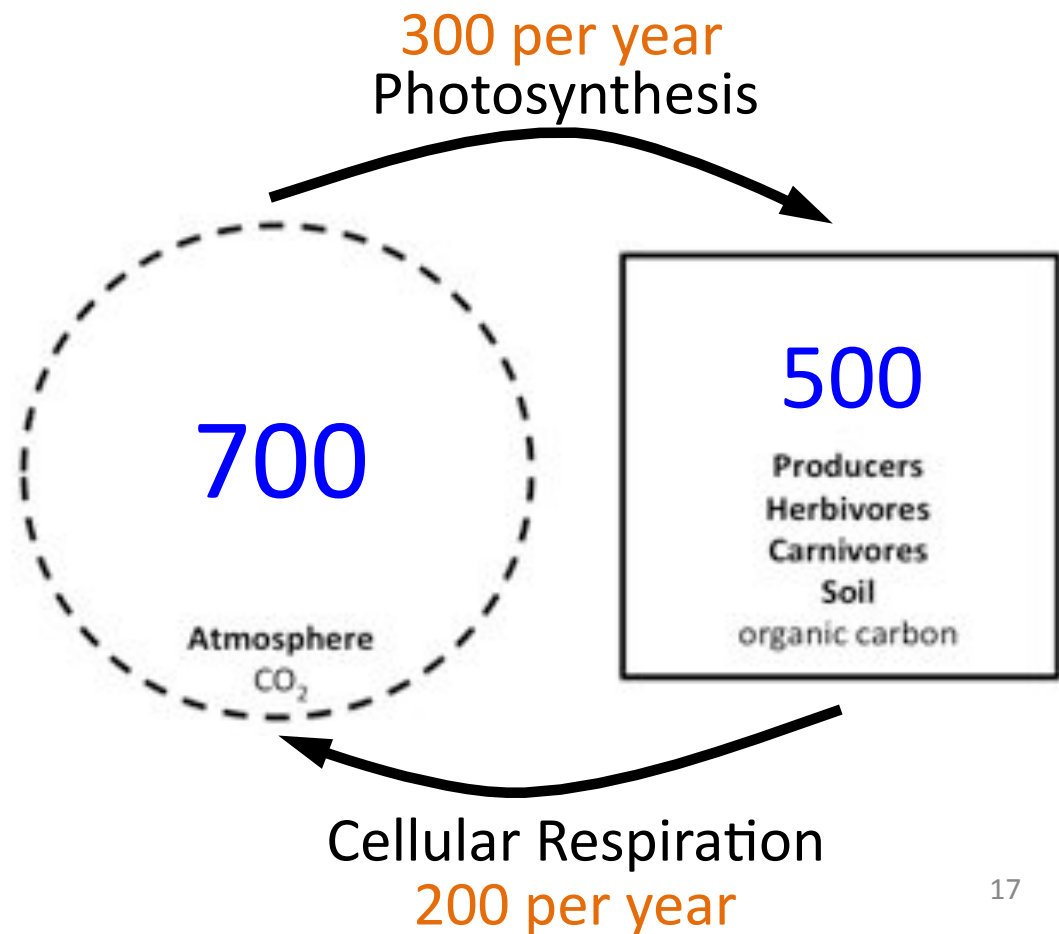 300 per year
Photosynthesis
700
Atmosphere
CO₂
500
Producers
Herbivores
Carnivores
Soil
organic carbon
Cellular Respiration
200 per year
17